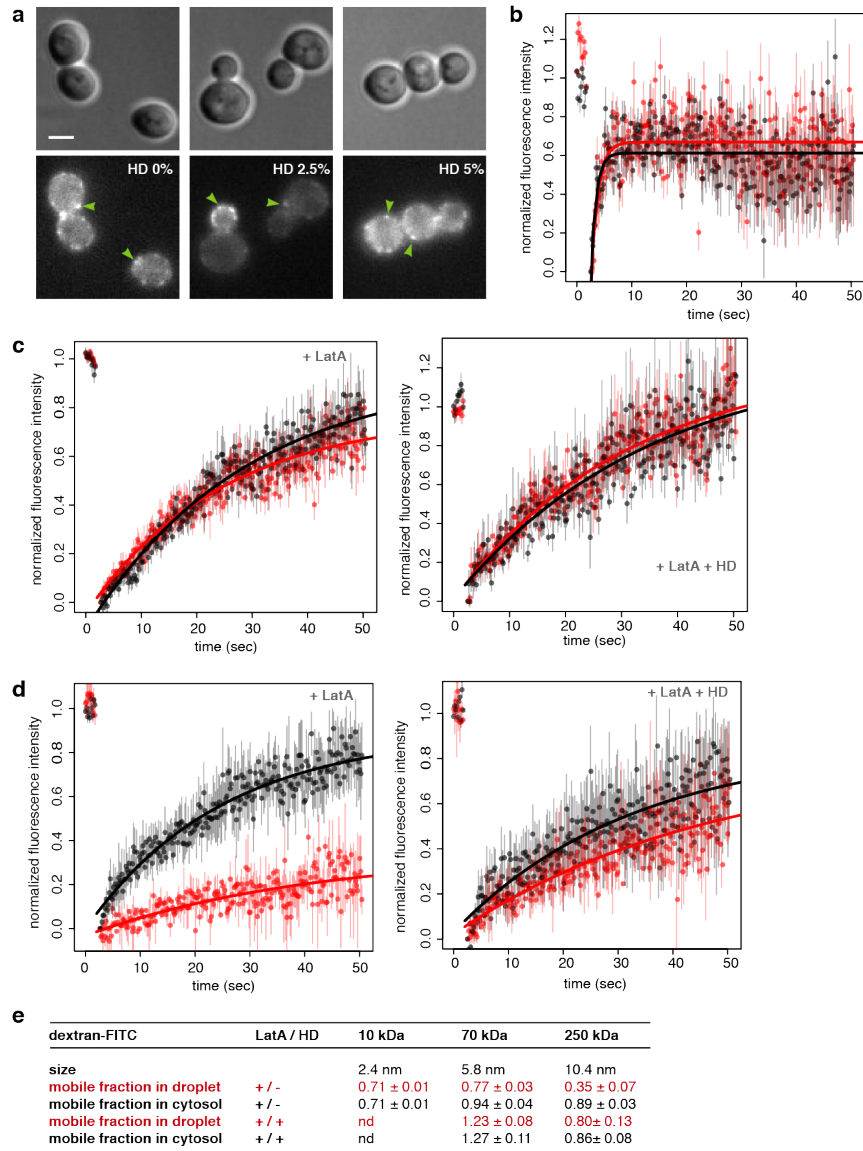 a
HD 0%
HD 2.5%
HD 5%
b
normalized fluorescence intensity
0.0 0.2 0.4 0.6 0.8 1.0 1.2
0 10 20 30 40 50
time (sec)
c
+ LatA
normalized fluorescence intensity
0.0 0.2 0.4 0.6 0.8 1.0
0 10 20 30 40 50
time (sec)
+ LatA + HD
normalized fluorescence intensity
0.0 0.2 0.4 0.6 0.8 1.0 1.2
0 10 20 30 40 50
time (sec)
d
+ LatA
normalized fluorescence intensity
0.0 0.2 0.4 0.6 0.8 1.0
0 10 20 30 40 50
time (sec)
+ LatA + HD
normalized fluorescence intensity
0.0 0.2 0.4 0.6 0.8 1.0
0 10 20 30 40 50
time (sec)
e
dextran-FITC LatA / HD 10 kDa 70 kDa 250 kDa
size 2.4 nm 5.8 nm 10.4 nm
mobile fraction in droplet + / - 0.71 ± 0.01 0.77 ± 0.03 0.35 ± 0.07
mobile fraction in cytosol + / - 0.71 ± 0.01 0.94 ± 0.04 0.89 ± 0.03
mobile fraction in droplet + / + nd 1.23 ± 0.08 0.80± 0.13
mobile fraction in cytosol + / + nd 1.27 ± 0.11 0.86± 0.08